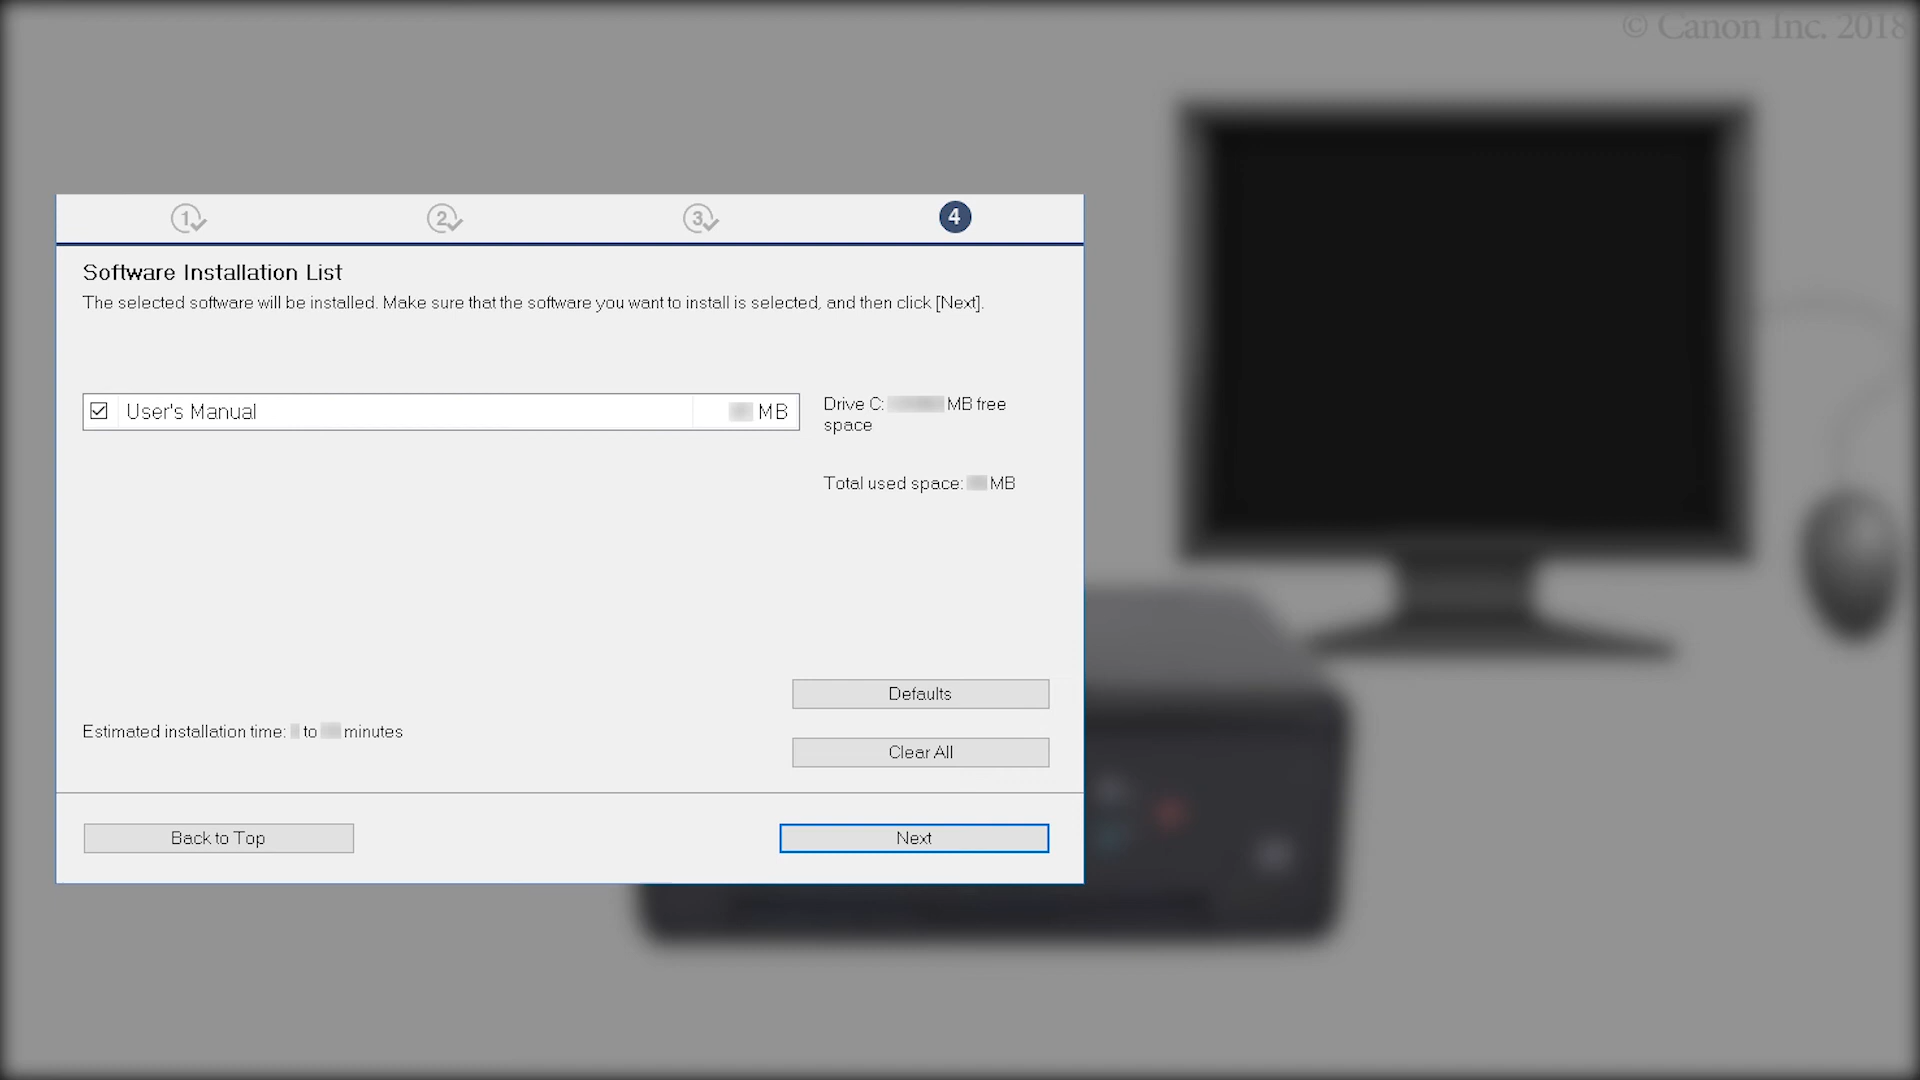 © Canon Inc. 2018
1 2 3 4
Software Installation List
The selected software will be installed. Make sure that the software you want to install is selected, and then click [Next].
User's Manual MB
Drive C: MB free
space
Total used space: MB
Defaults
Estimated installation time: to minutes
Clear All
Back to Top
Next